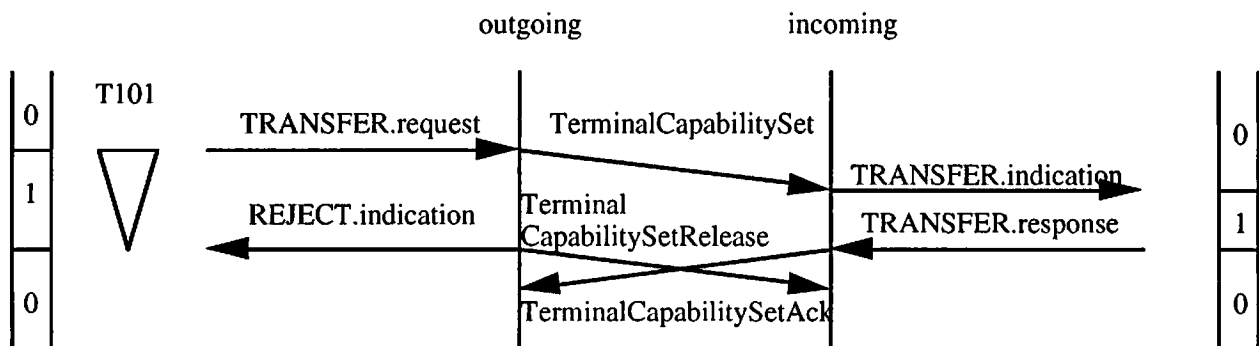 outgoing incoming
T101
0
TRANSFER.request TerminalCapabilitySet
0
1
TRANSFER.indication
REJECT.indication Terminal
CapabilitySetRelease
TRANSFER.response
1
0
TerminalCapabilitySetAck
0